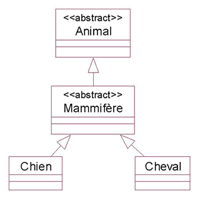 <<abstract>>
Animal
<<abstract>>
Mammifère
Chien
Cheval